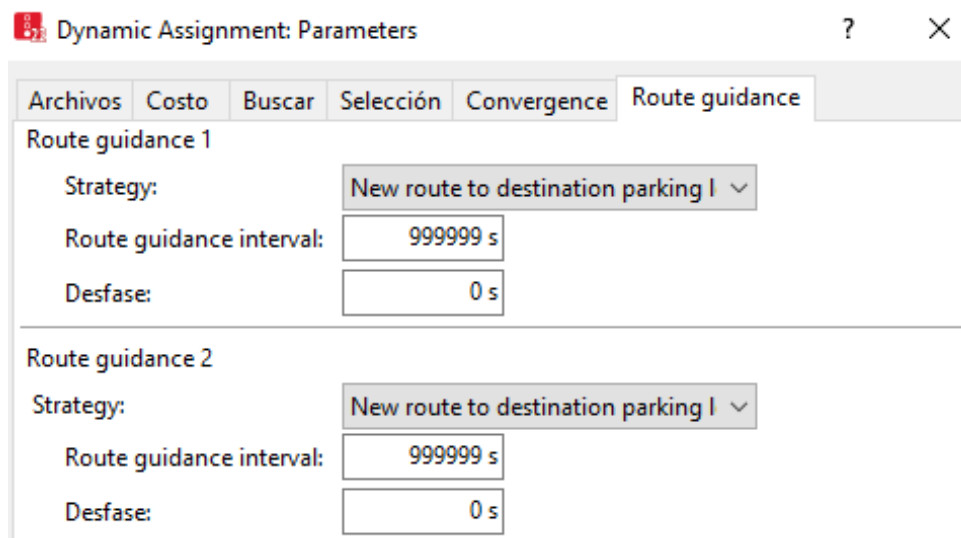 Dynamic Assignment: Parameters ? ×
Archivos Costo Buscar Selección Convergence Route guidance
Route guidance 1
Strategy: New route to destination parking l
Route guidance interval: 999999 s
Desfase: 0 s
Route guidance 2
Strategy: New route to destination parking l
Route guidance interval: 999999 s
Desfase: 0 s